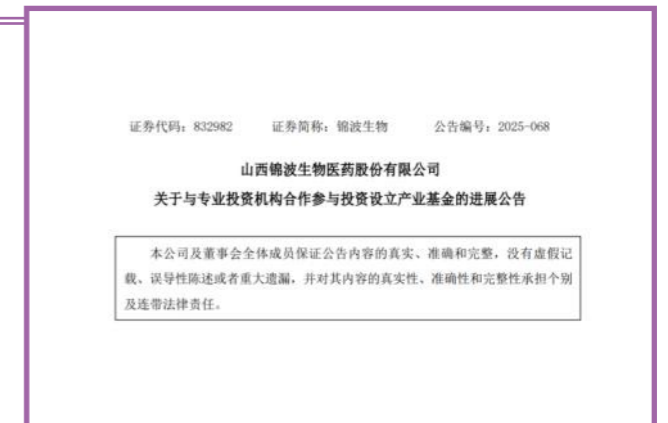 证券代码：832982 证券简称：锦波生物 公告编号：2025-068
山西锦波生物医药股份有限公司
关于与专业投资机构合作参与投资设立产业基金的进展公告
本公司及董事会全体成员保证公告内容的真实、准确和完整，没有虚假记
载、误导性陈述或者重大遗漏，并对其内容的真实性、准确性和完整性承担个别
及连带法律责任。